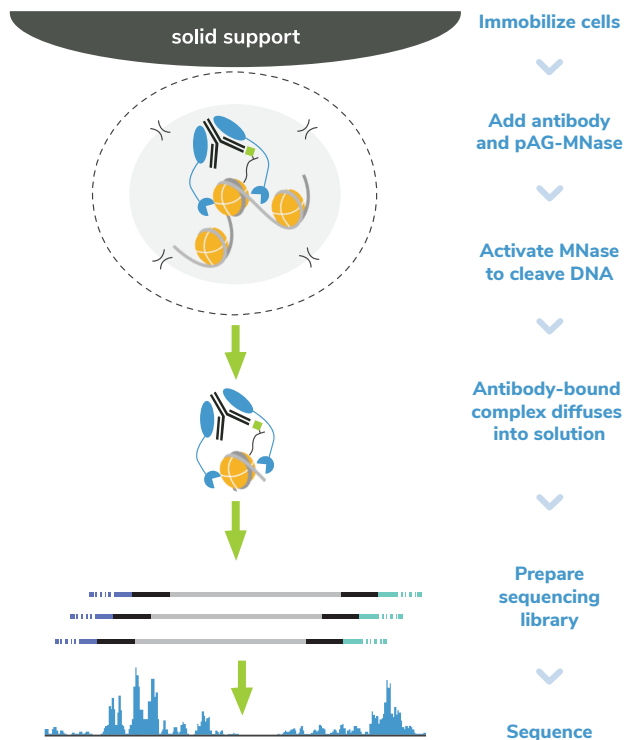 solid support
Immobilize cells
Add antibody
and pAG-MNase
Activate MNase
to cleave DNA
Antibody-bound
complex diffuses
into solution
Prepare
sequencing
library
Sequence